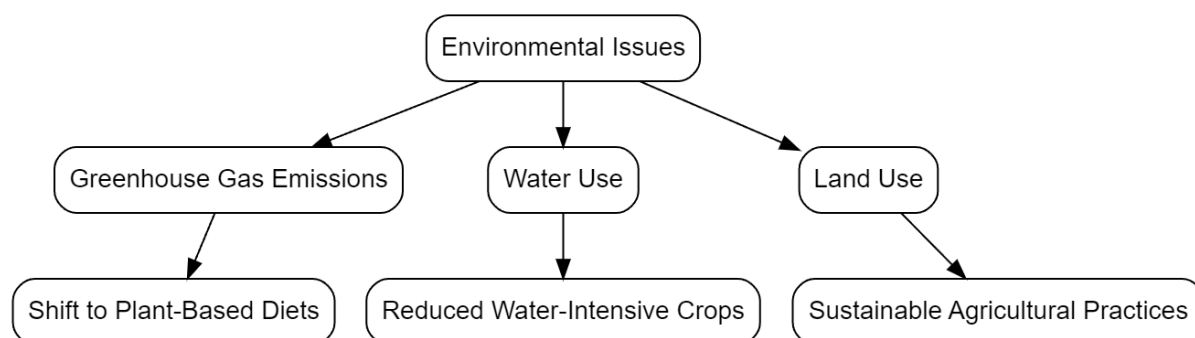 Environmental Issues
Greenhouse Gas Emissions
Water Use
Land Use
Shift to Plant-Based Diets
Reduced Water-Intensive Crops
Sustainable Agricultural Practices